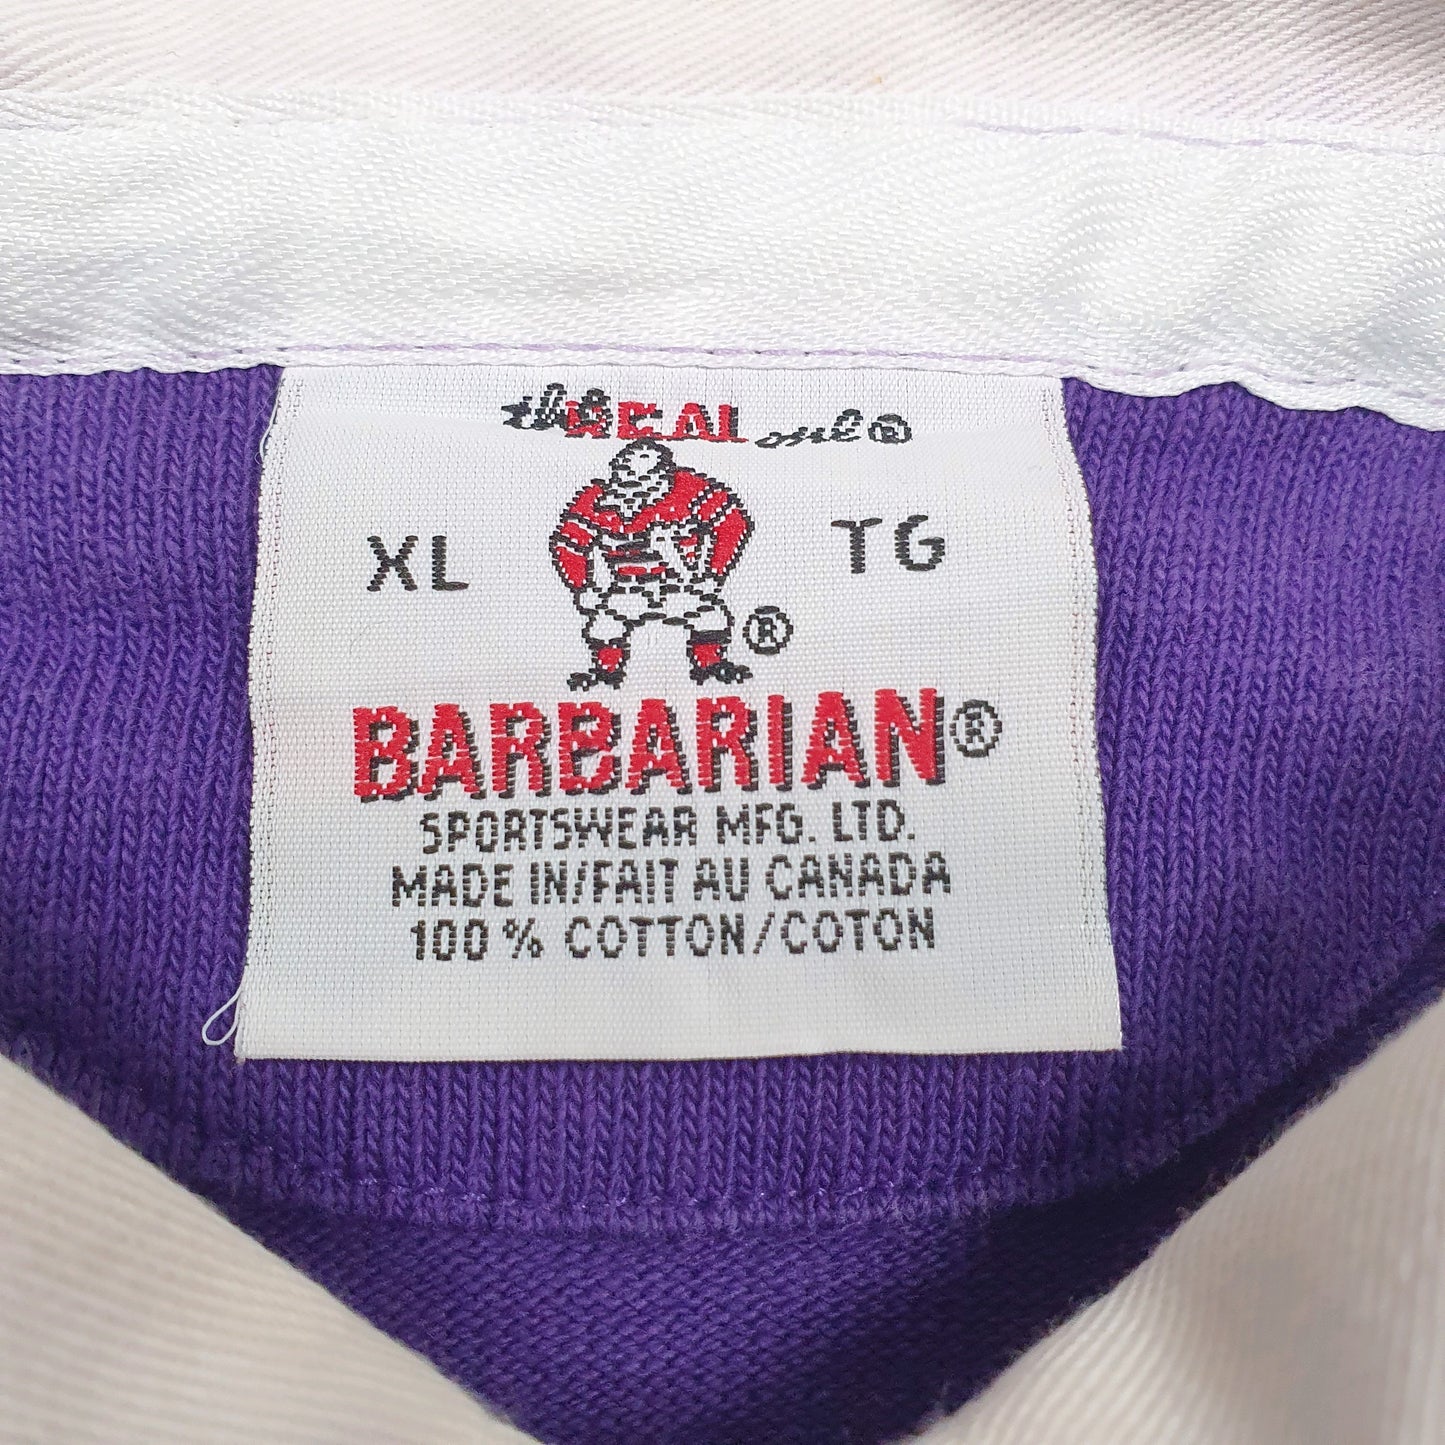 the REAL one®
XL TG
®
BARBARIAN®
SPORTSWEAR MFG. LTD.
MADE IN/FAIT AU CANADA
100% COTTON/COTON